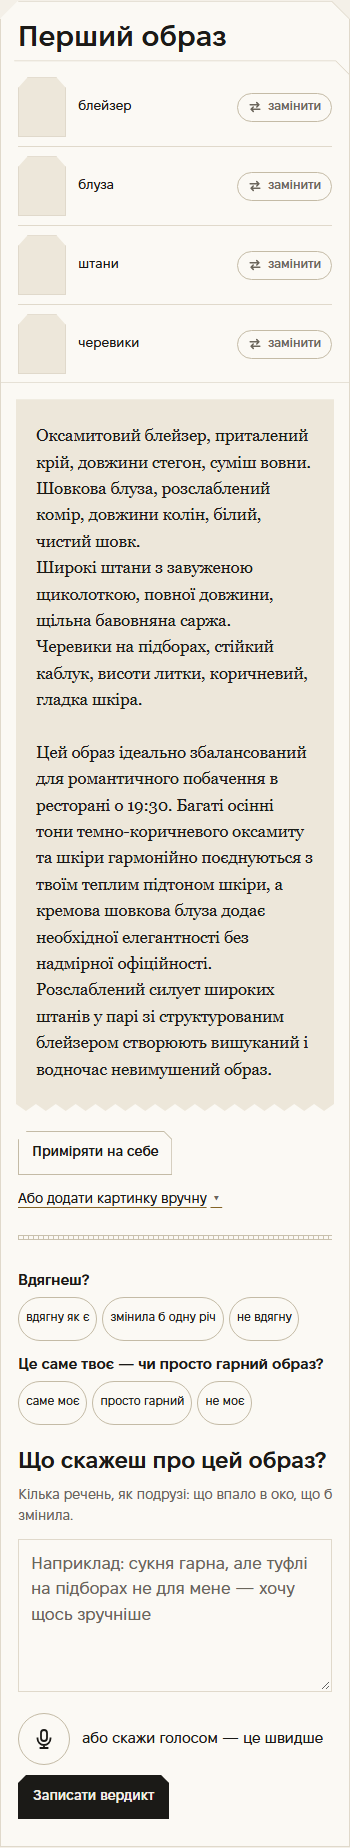 Перший образ
блейзер
замінити
блуза
замінити
штани
замінити
черевики
замінити
Оксамитовий блейзер, приталений
крій, довжини стегон, суміш вовни.
Шовкова блуза, розслаблений
комір, довжини колін, білий,
чистий шовк.
Широкі штани з завуженою
щиколоткою, повної довжини,
щільна бавовняна саржа.
Черевики на підборах, стійкий
каблук, висоти литки, коричневий,
гладка шкіра.
Цей образ ідеально збалансований
для романтичного побачення в
ресторані о 19:30. Багаті осінні
тони темно-коричневого оксамиту
та шкіри гармонійно поєднуються з
твоїм теплим підтоном шкіри, а
кремова шовкова блуза додає
необхідної елегантності без
надмірної офіційності.
Розслаблений силует широких
штанів у парі зі структурованим
блейзером створюють вишуканий і
водночас невимушений образ.
Приміряти на себе
Або додати картинку вручну
Вдягнеш?
вдягну як є
змінила б одну річ
не вдягну
Це саме твоє — чи просто гарний образ?
саме моє
просто гарний
не моє
Що скажеш про цей образ?
Кілька речень, як подрузі: що впало в око, що б
змінила.
Наприклад: сукня гарна, але туфлі
на підборах не для мене — хочу
щось зручніше
або скажи голосом — це швидше
Записати вердикт